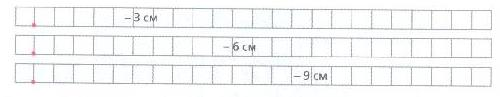 – 3 см
– 6 см
– 9 см